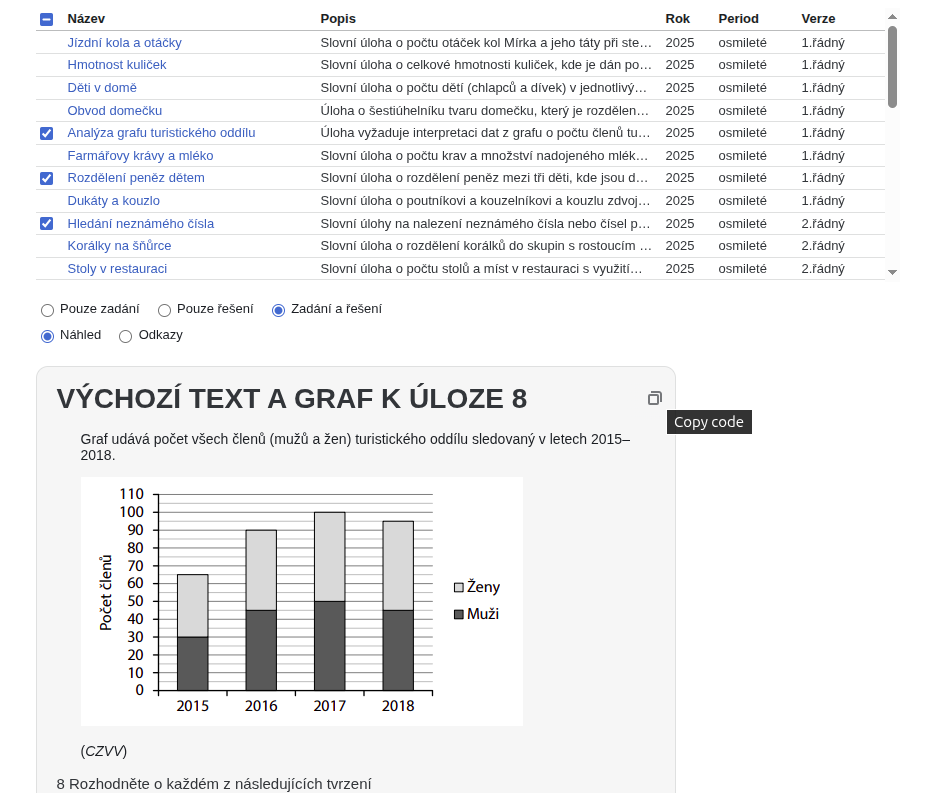 Název Popis Rok Period Verze
Jízdní kola a otáčky Slovní úloha o počtu otáček kol Mírka a jeho táty při ste… 2025 osmileté 1.řádný
Hmotnost kuliček Slovní úloha o celkové hmotnosti kuliček, kde je dán po… 2025 osmileté 1.řádný
Děti v domě Slovní úloha o počtu dětí (chlapců a dívek) v jednotlivý… 2025 osmileté 1.řádný
Obvod domečku Úloha o šestiúhelníku tvaru domečku, který je rozdělen… 2025 osmileté 1.řádný
Analýza grafu turistického oddílu Úloha vyžaduje interpretaci dat z grafu o počtu členů tu… 2025 osmileté 1.řádný
Farmářovy krávy a mléko Slovní úloha o počtu krav a množství nadojeného mlék… 2025 osmileté 1.řádný
Rozdělení peněz dětem Slovní úloha o rozdělení peněz mezi tři děti, kde jsou d… 2025 osmileté 1.řádný
Dukáty a kouzlo Slovní úloha o poutníkovi a kouzelníkovi a kouzlu zdvoj… 2025 osmileté 1.řádný
Hledání neznámého čísla Slovní úlohy na nalezení neznámého čísla nebo čísel p… 2025 osmileté 2.řádný
Korálky na šňůrce Slovní úloha o rozdělení korálků do skupin s rostoucím … 2025 osmileté 2.řádný
Stoly v restauraci Slovní úloha o počtu stolů a míst v restauraci s využití… 2025 osmileté 2.řádný
Pouze zadání Pouze řešení Zadání a řešení
Náhled Odkazy
VÝCHOZÍ TEXT A GRAF K ÚLOZE 8
Copy code
Graf udává počet všech členů (mužů a žen) turistického oddílu sledovaný v letech 2015–
2018.
110
100
90
80
70
60
50
40
30
20
10
0
Počet členů
2015 2016 2017 2018
Ženy
Muži
(CZVV)
8 Rozhodněte o každém z následujících tvrzení